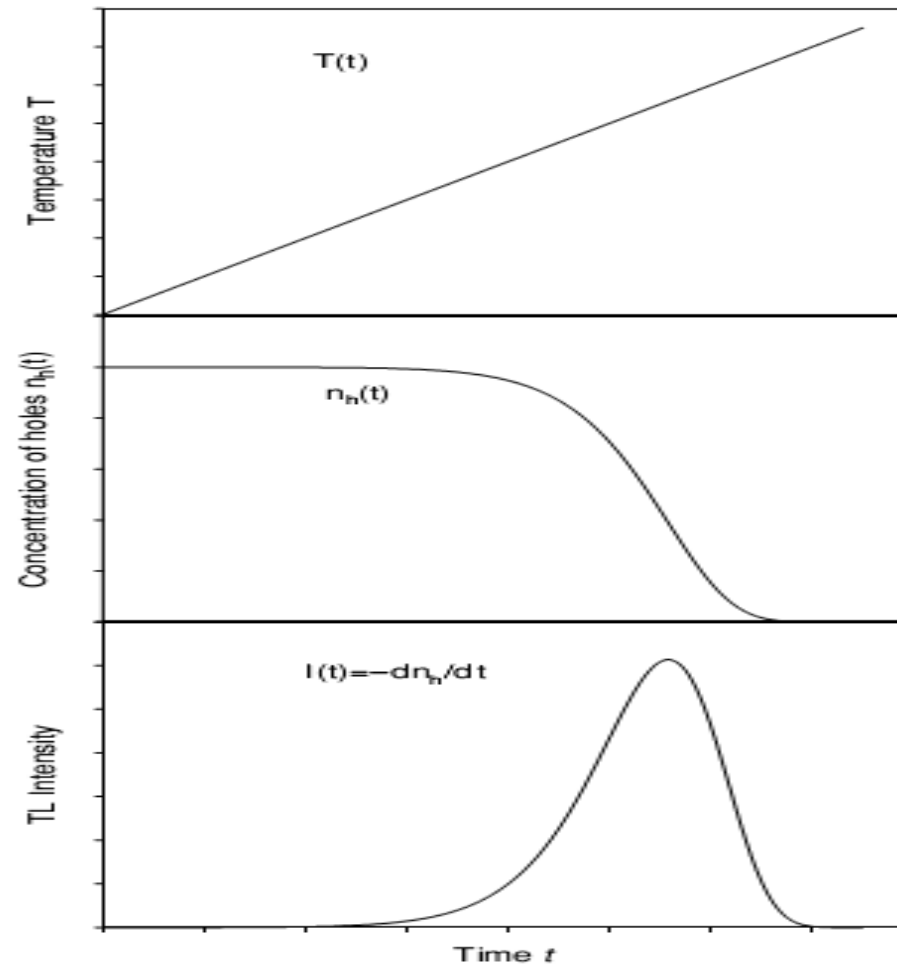 T(t)
Temperature T
n_h(t)
Concentration of holes n_h(t)
I(t)=−dn_h/dt
TL Intensity
Time t